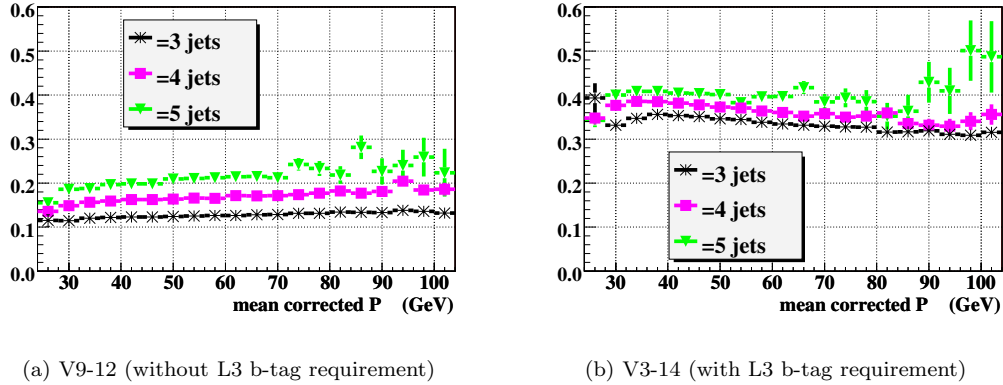 0.6
0.5
0.4
0.3
0.2
0.1
0.0
=3 jets
=4 jets
=5 jets
30 40 50 60 70 80 90 100
mean corrected P (GeV)
(a) V9-12 (without L3 b-tag requirement)
0.6
0.5
0.4
0.3
0.2
0.1
0.0
=3 jets
=4 jets
=5 jets
30 40 50 60 70 80 90 100
mean corrected P (GeV)
(b) V3-14 (with L3 b-tag requirement)